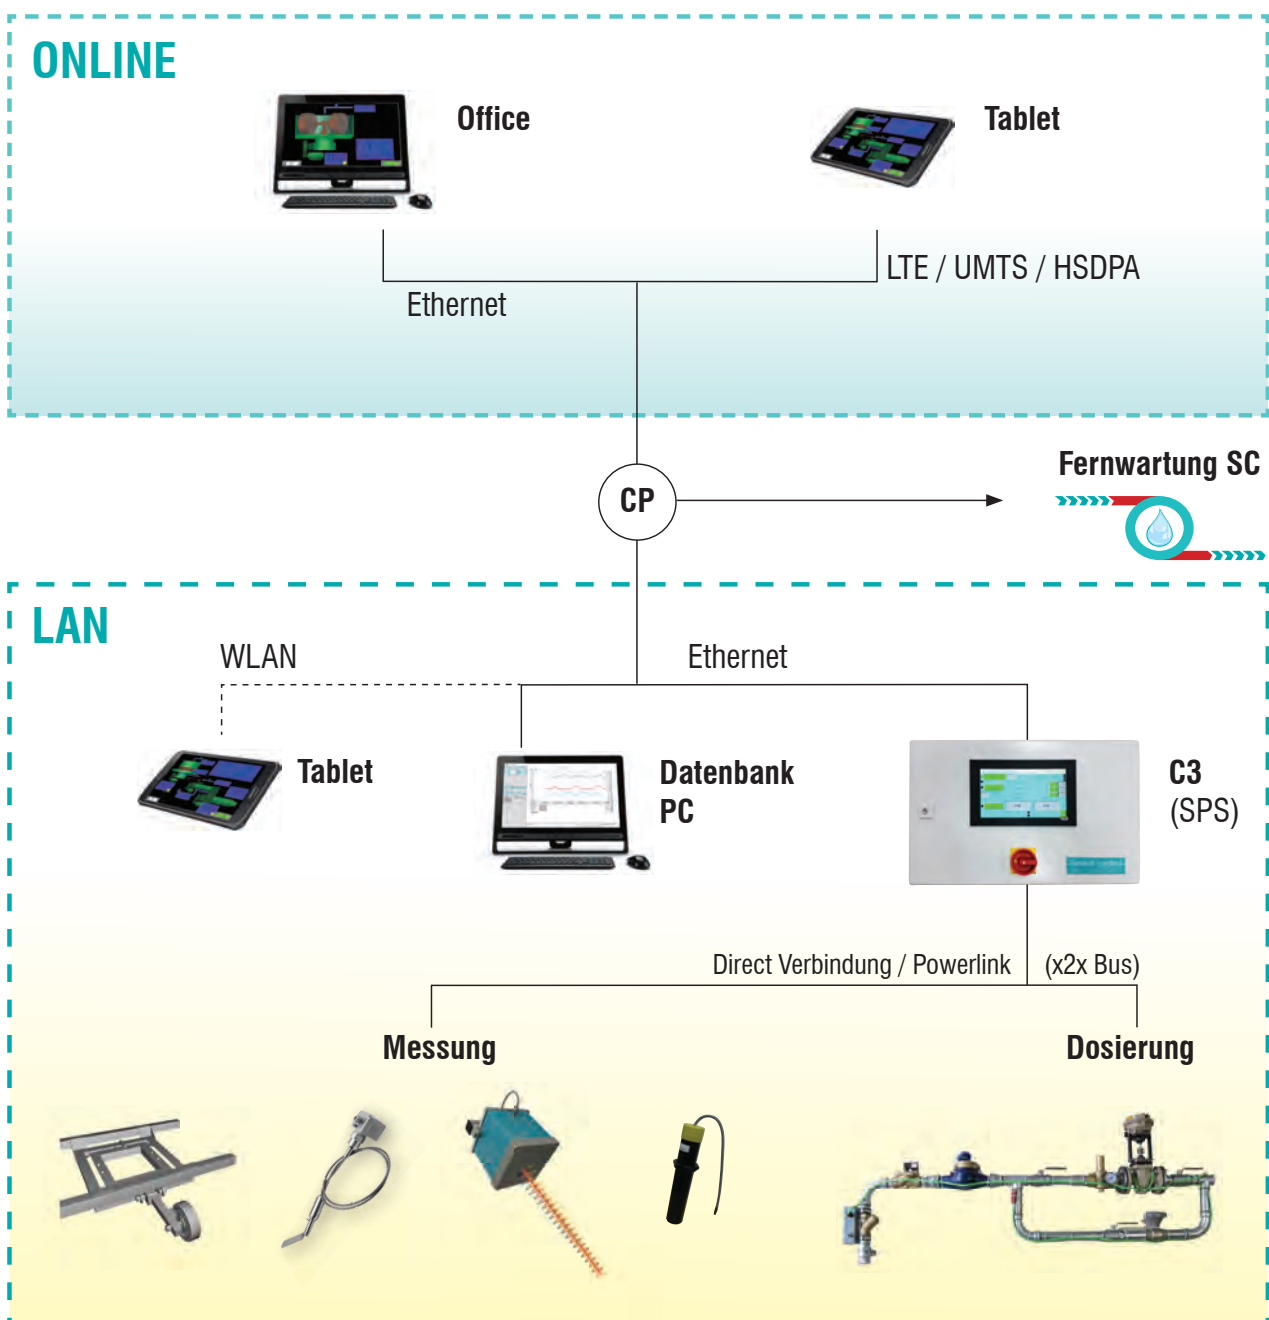 ONLINE
Office
Tablet
LTE / UMTS / HSDPA
Ethernet
Fernwartung SC
CP
LAN
WLAN
Ethernet
Tablet
Datenbank
PC
C3
(SPS)
Direct Verbindung / Powerlink
(x2x Bus)
Messung
Dosierung